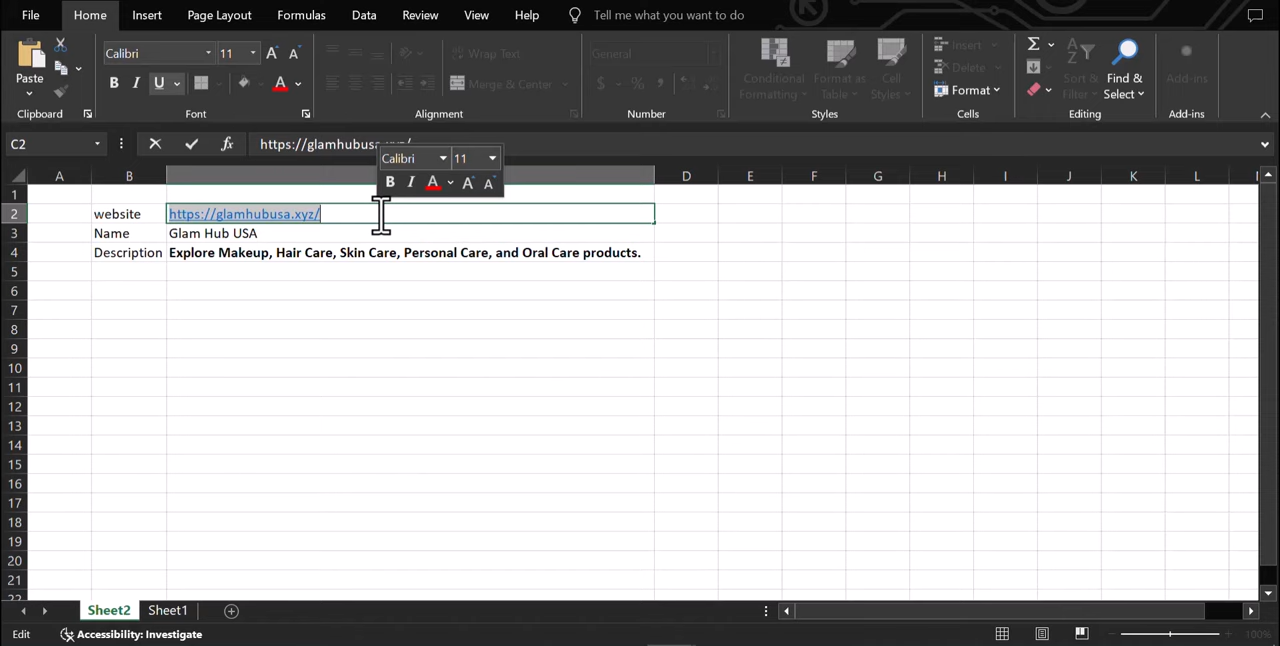 File Home Insert Page Layout Formulas Data Review View Help Tell me what you want to do
Paste
Clipboard
Calibri 11 A A
B I U A
Font
Wrap Text
Merge & Center
Alignment
General
$ % ,
Number
Conditional Formatting
Format as Table
Cell Styles
Styles
Insert
Delete
Format
Cells
Sort & Filter
Find & Select
Editing
Add-ins
Add-ins
C2 fx https://glamhubusa.xyz/
Calibri 11
B I A A A
A B D E F G H I J K L
1
2 website https://glamhubusa.xyz/
3 Name Glam Hub USA
4 Description Explore Makeup, Hair Care, Skin Care, Personal Care, and Oral Care products.
5
6
7
8
9
10
11
12
13
14
15
16
17
18
19
20
21
22
Sheet2 Sheet1
Edit Accessibility: Investigate 100%